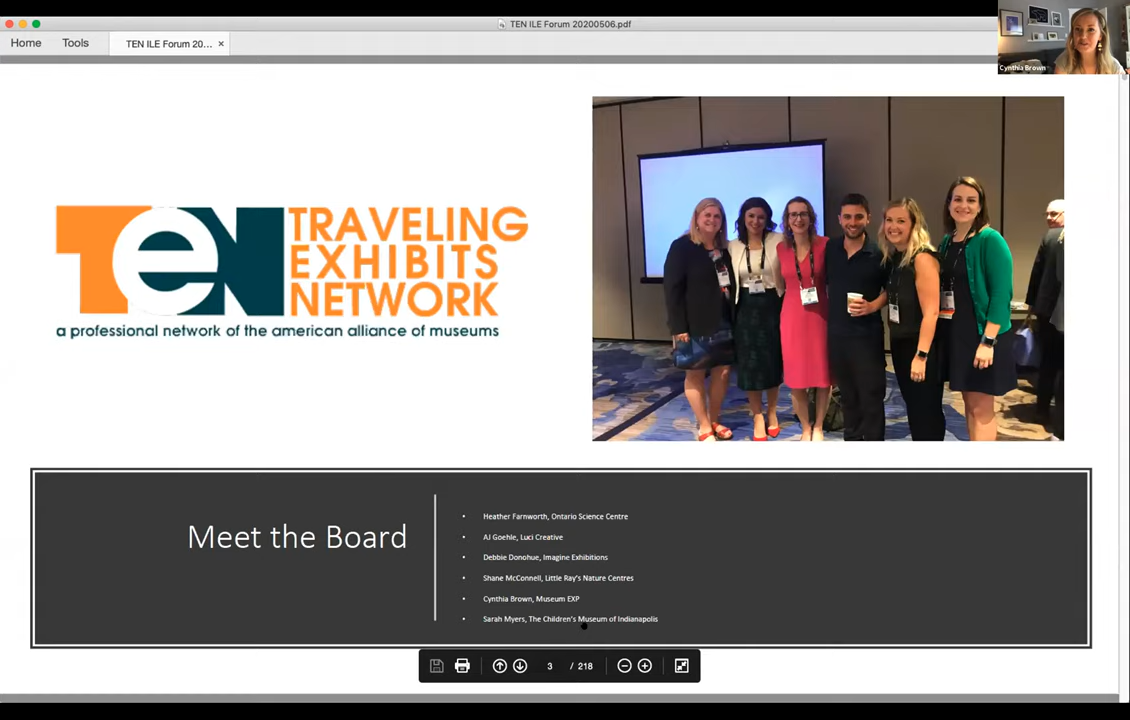 TEN ILE Forum 20200506.pdf
Home
Tools
TEN ILE Forum 20... ×
Cynthia Brown
TeN
TRAVELING
EXHIBITS
NETWORK
a professional network of the american alliance of museums
Meet the Board
• Heather Farnworth, Ontario Science Centre
• AJ Goehle, Luci Creative
• Debbie Donohue, Imagine Exhibitions
• Shane McConnell, Little Ray's Nature Centres
• Cynthia Brown, Museum EXP
• Sarah Myers, The Children's Museum of Indianapolis
3 / 218